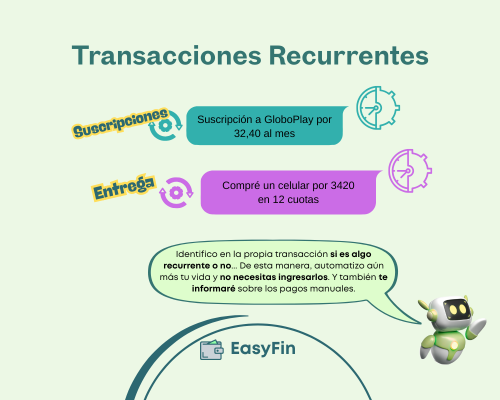 Transacciones Recurrentes
Suscripciones
Suscripción a GloboPlay por
32,40 al mes
Entrega
Compré un celular por 3420
en 12 cuotas
Identifico en la propia transacción si es algo
recurrente o no... De esta manera, automatizo aún
más tu vida y no necesitas ingresarlos. Y también te
informaré sobre los pagos manuales.
EasyFin